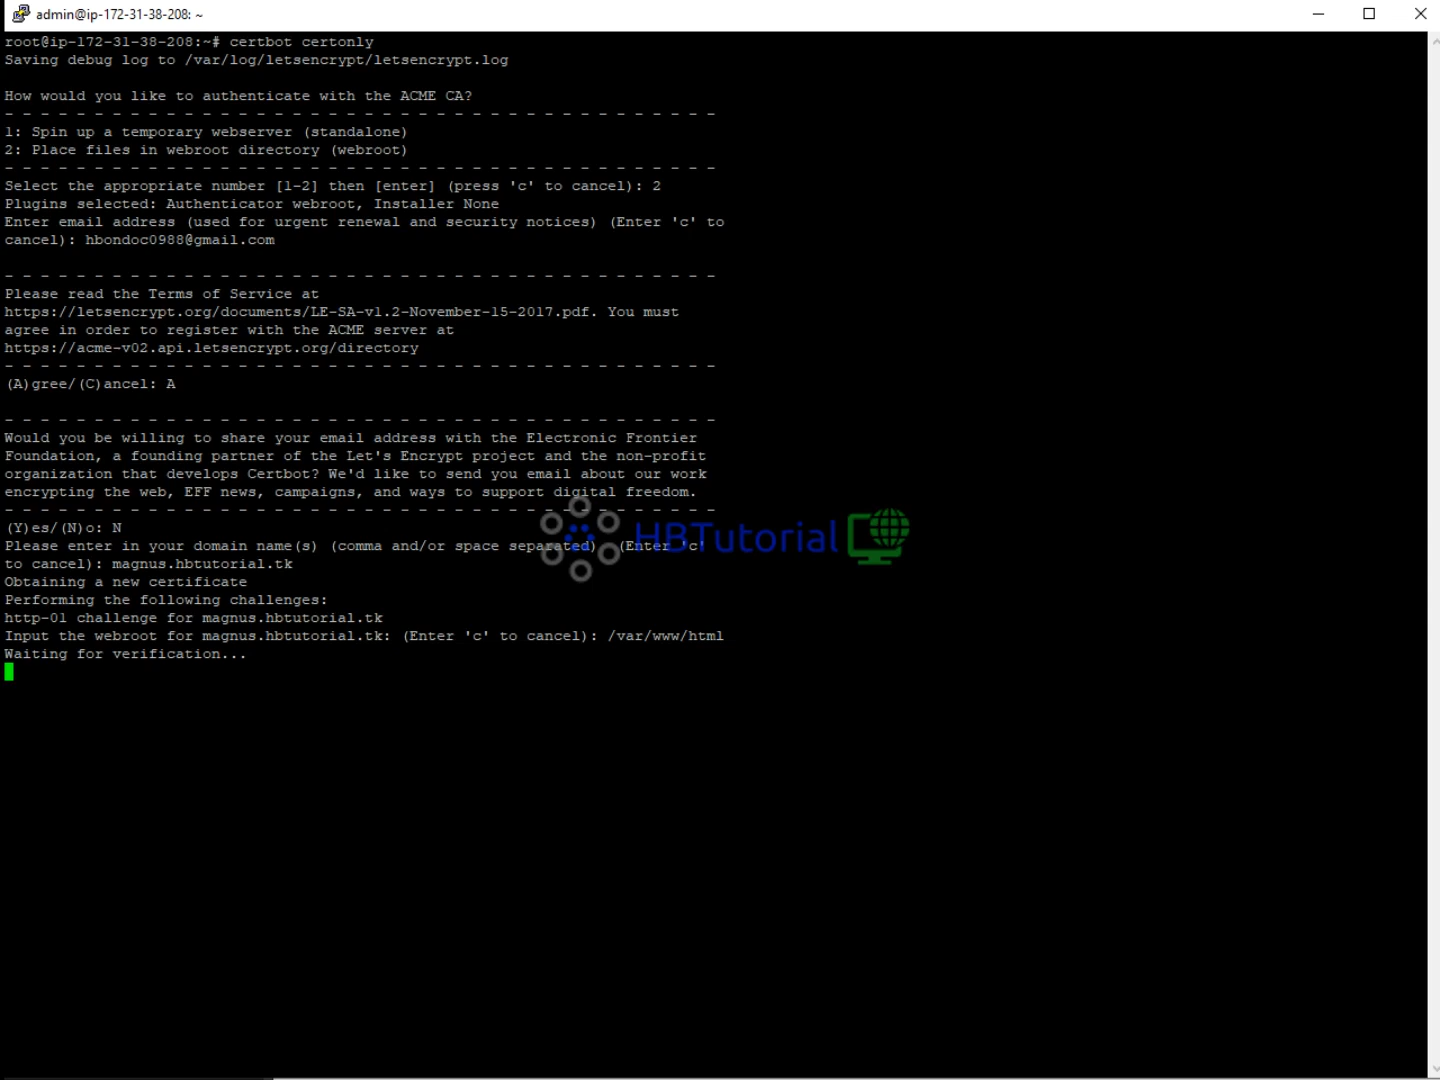 admin@ip-172-31-38-208: ~
root@ip-172-31-38-208:~# certbot certonly
Saving debug log to /var/log/letsencrypt/letsencrypt.log
How would you like to authenticate with the ACME CA?
- - - - - - - - - - - - - - - - - - - - - - - - - - - - - - - - - - - - - - - -
1: Spin up a temporary webserver (standalone)
2: Place files in webroot directory (webroot)
- - - - - - - - - - - - - - - - - - - - - - - - - - - - - - - - - - - - - - - -
Select the appropriate number [1-2] then [enter] (press 'c' to cancel): 2
Plugins selected: Authenticator webroot, Installer None
Enter email address (used for urgent renewal and security notices) (Enter 'c' to
cancel): hbondoc0988@gmail.com
- - - - - - - - - - - - - - - - - - - - - - - - - - - - - - - - - - - - - - - -
Please read the Terms of Service at
https://letsencrypt.org/documents/LE-SA-v1.2-November-15-2017.pdf. You must
agree in order to register with the ACME server at
https://acme-v02.api.letsencrypt.org/directory
- - - - - - - - - - - - - - - - - - - - - - - - - - - - - - - - - - - - - - - -
(A)gree/(C)ancel: A
- - - - - - - - - - - - - - - - - - - - - - - - - - - - - - - - - - - - - - - -
Would you be willing to share your email address with the Electronic Frontier
Foundation, a founding partner of the Let's Encrypt project and the non-profit
organization that develops Certbot? We'd like to send you email about our work
encrypting the web, EFF news, campaigns, and ways to support digital freedom.
- - - - - - - - - - - - - - - - - - - - - - - - - - - - - - - - - - - - - - - -
(Y)es/(N)o: N
Please enter in your domain name(s) (comma and/or space separated)  (Enter 'c'
to cancel): magnus.hbtutorial.tk
HBTutorial
Obtaining a new certificate
Performing the following challenges:
http-01 challenge for magnus.hbtutorial.tk
Input the webroot for magnus.hbtutorial.tk: (Enter 'c' to cancel): /var/www/html
Waiting for verification...